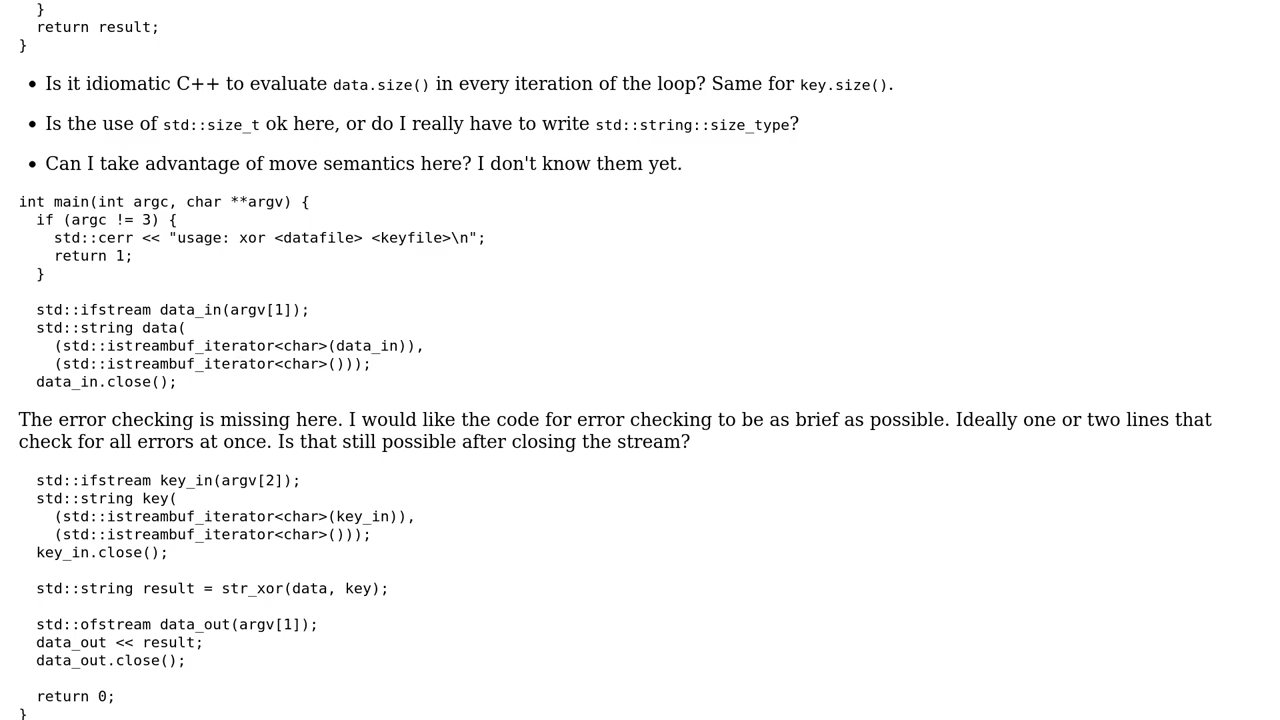 }
return result;
}
• Is it idiomatic C++ to evaluate data.size() in every iteration of the loop? Same for key.size().
• Is the use of std::size_t ok here, or do I really have to write std::string::size_type?
• Can I take advantage of move semantics here? I don't know them yet.
int main(int argc, char **argv) {
  if (argc != 3) {
    std::cerr << "usage: xor <datafile> <keyfile>\n";
    return 1;
  }
  std::ifstream data_in(argv[1]);
  std::string data(
    (std::istreambuf_iterator<char>(data_in)),
    (std::istreambuf_iterator<char>()));
  data_in.close();
The error checking is missing here. I would like the code for error checking to be as brief as possible. Ideally one or two lines that
check for all errors at once. Is that still possible after closing the stream?
  std::ifstream key_in(argv[2]);
  std::string key(
    (std::istreambuf_iterator<char>(key_in)),
    (std::istreambuf_iterator<char>()));
  key_in.close();
  std::string result = str_xor(data, key);
  std::ofstream data_out(argv[1]);
  data_out << result;
  data_out.close();
  return 0;
}